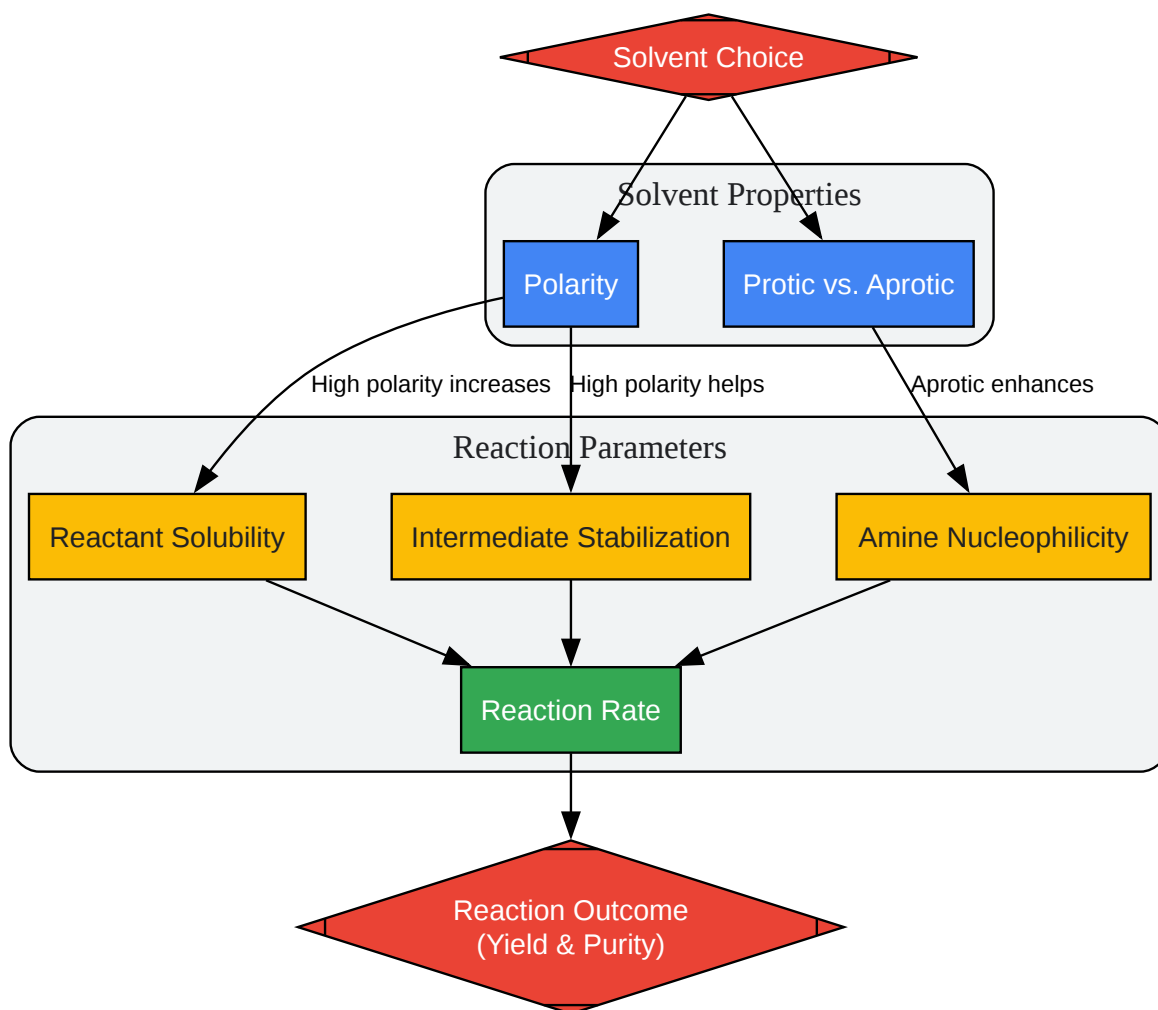 Solvent Choice
Solvent Properties
Polarity
Protic vs. Aprotic
High polarity increases
High polarity helps
Aprotic enhances
Reaction Parameters
Reactant Solubility
Intermediate Stabilization
Amine Nucleophilicity
Reaction Rate
Reaction Outcome
(Yield & Purity)